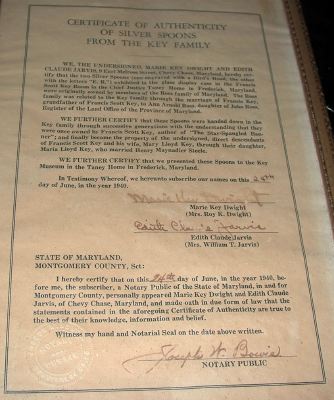 CERTIFICATE OF AUTHENTICITY
OF SILVER SPOONS
FROM THE KEY FAMILY
WE, THE UNDERSIGNED, MARIE KEY DWIGHT AND EDITH
CLAUDE JARVIS, 9 East Melrose Street, Chevy Chase, Maryland, hereby cer-
tify that the two Silver Spoons (one engraved with a Bird's Head; the other
with the letters "E. R.") exhibited in the glass display case in the Francis
Scott Key Room in the Chief Justice Taney Home in Frederick, Maryland,
were originally owned by members of the Ross family of Maryland. The Ross
family was related to the Key family through the marriage of Francis Key,
grandfather of Francis Scott Key, to Ann Arnold Ross, daughter of John Ross,
Register of the Land Office of the Province of Maryland.
WE FURTHER CERTIFY that these Spoons were handed down in the
Key family through successive generations with the understanding that they
were once owned by Francis Scott Key, author of "The Star-Spangled Ban-
ner"; and finally became the property of the undersigned, direct descendants
of Francis Scott Key and his wife, Mary Lloyd Key, through their daughter,
Maria Lloyd Key, who married Henry Maynadier Steele.
WE FURTHER CERTIFY that we presented these Spoons to the Key
Museum in the Taney Home in Frederick, Maryland.
In Testimony Whereof, we hereunto subscribe our names on this 24th
day of June, in the year 1940.
Marie Key
Marie Key Dwight
(Mrs. Roy K. Dwight)
Edith Claude Jarvis
Edith Claude Jarvis
(Mrs. William T. Jarvis)
STATE OF MARYLAND,
MONTGOMERY COUNTY, Sct:
I hereby certify that on this 24th day of June, in the year 1940, be-
fore me, the subscriber, a Notary Public of the State of Maryland, in and for
Montgomery County, personally appeared Marie Key Dwight and Edith Claude
Jarvis, of Chevy Chase, Maryland, and made oath in due form of law that the
statements contained in the aforegoing Certificate of Authenticity are true to
the best of their knowledge, information and belief.
Witness my hand and Notarial Seal on the date above written.
Joseph W. Bowie
NOTARY PUBLIC